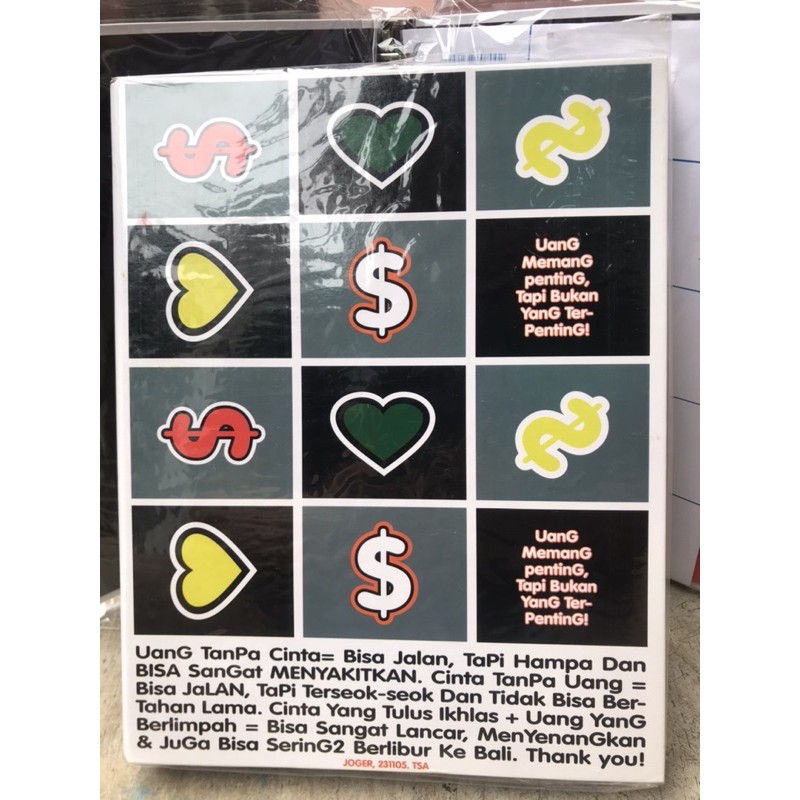 UanG
MemanG
pentinG,
Tapi Bukan
YanG Ter-
PentinG!
UanG
MemanG
pentinG,
Tapi Bukan
YanG Ter-
PentinG!
UanG TanPa Cinta= Bisa Jalan, TaPi Hampa Dan
BISA SanGat MENYAKITKAN. Cinta TanPa Uang =
Bisa JaLAN, TaPi Terseok-seok Dan Tidak Bisa Ber-
Tahan Lama. Cinta Yang Tulus Ikhlas + Uang YanG
Berlimpah = Bisa Sangat Lancar, MenYenanGkan
& JuGa Bisa SerinG2 Berlibur Ke Bali. Thank you!
JOGER, 231105. TSA